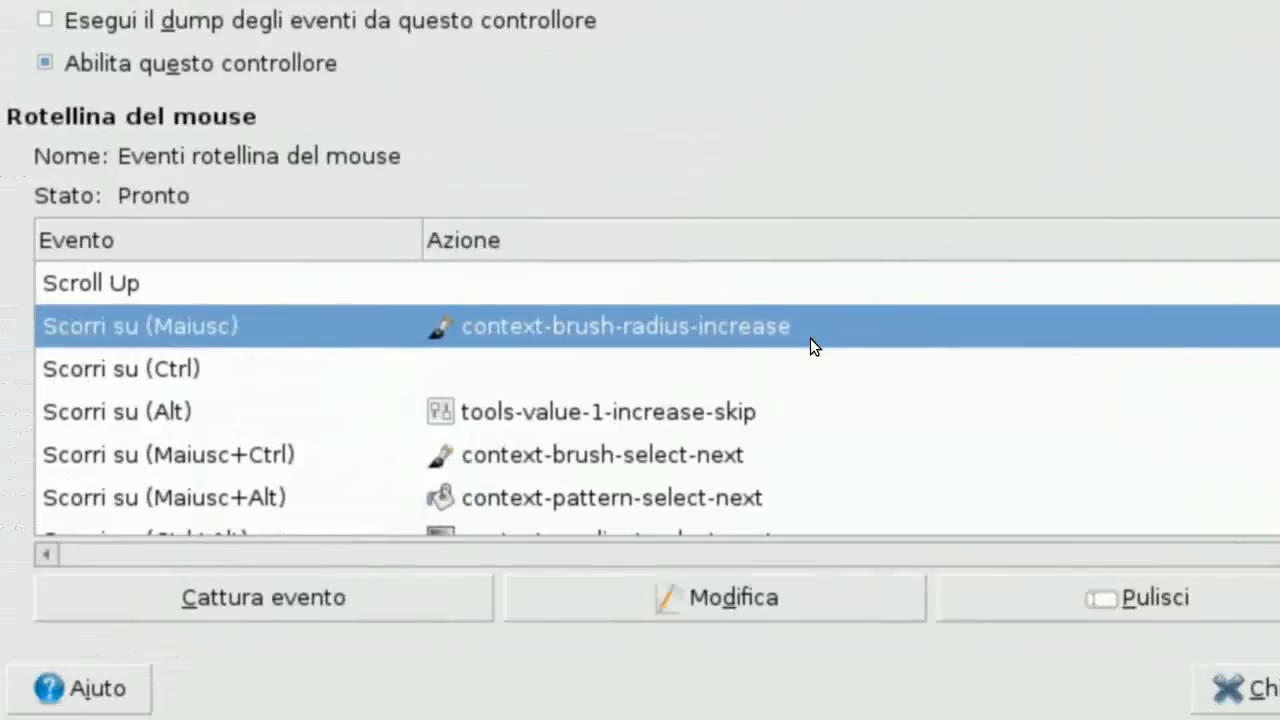 Esegui il dump degli eventi da questo controllore
Abilita questo controllore
Rotellina del mouse
Nome: Eventi rotellina del mouse
Stato: Pronto
Evento Azione
Scroll Up
Scorri su (Maiusc) context-brush-radius-increase
Scorri su (Ctrl)
Scorri su (Alt) tools-value-1-increase-skip
Scorri su (Maiusc+Ctrl) context-brush-select-next
Scorri su (Maiusc+Alt) context-pattern-select-next
Cattura evento Modifica Pulisci
Aiuto Chi